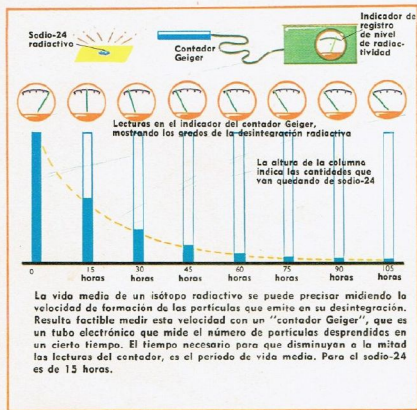 Sodio-24
radiactivo
Contador
Geiger
Indicador de
registro de
nivel de
radiac-
tividad
Lecturas en el indicador del contador Geiger,
mostrando los grados de la desintegración radiactiva
La altura de la columna
indica las cantidades que
van quedando de sodio-24
0
15
horas
30
horas
45
horas
60
horas
75
horas
90
horas
105
horas
La vida media de un isótopo radiactivo se puede precisar midiendo la
velocidad de formación de las partículas que emite en su desintegración.
Resulta factible medir esta velocidad con un "contador Geiger", que es
un tubo electrónico que mide el número de partículas desprendidas en
un cierto tiempo. El tiempo necesario para que disminuyan a la mitad
las lecturas del contador, es el período de vida media. Para el sodio-24
es de 15 horas.